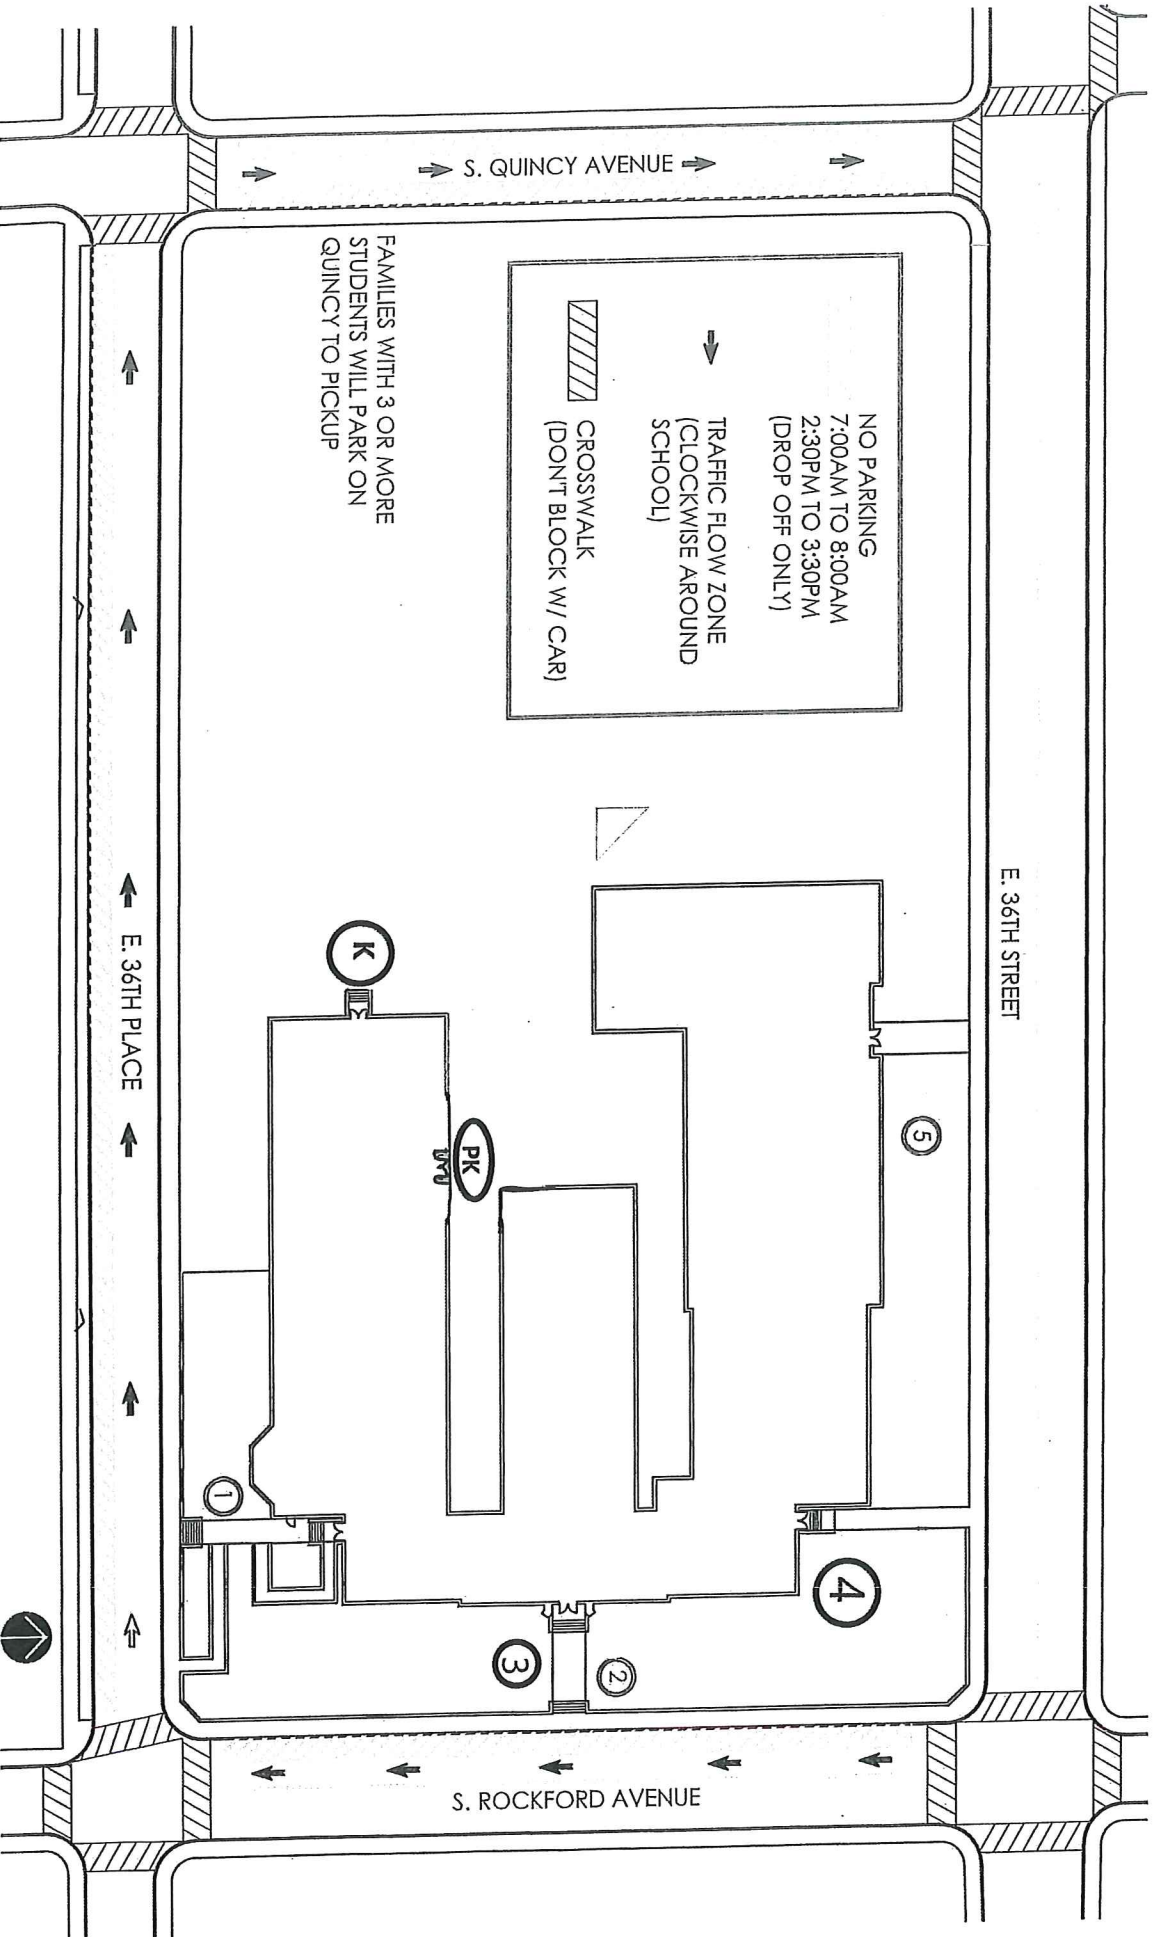 S. QUINCY AVENUE
E. 36TH STREET
NO PARKING
7:00AM TO 8:00AM
2:30PM TO 3:30PM
(DROP OFF ONLY)
TRAFFIC FLOW ZONE
(CLOCKWISE AROUND
SCHOOL)
CROSSWALK
(DON'T BLOCK W/ CAR)
FAMILIES WITH 3 OR MORE
STUDENTS WILL PARK ON
QUINCY TO PICKUP
5
K
PK
4
1
2
3
E. 36TH PLACE
S. ROCKFORD AVENUE